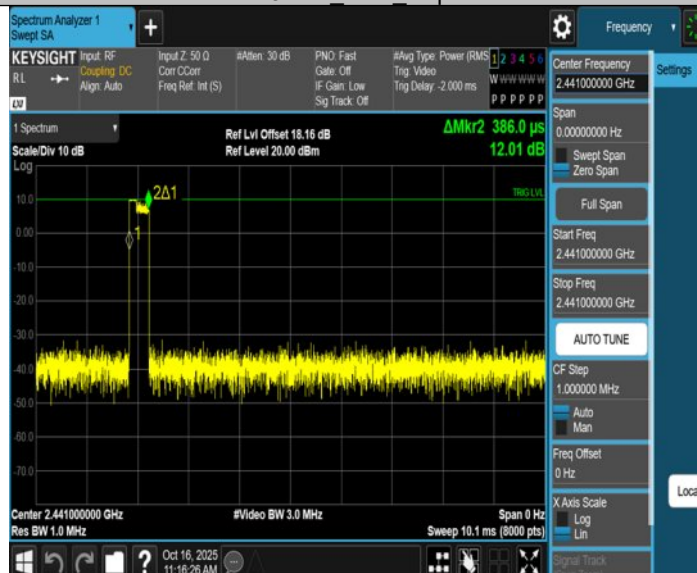 Spectrum Analyzer 1
Swept SA
+
Frequency
KEYSIGHT
RL
LXI
Input: RF
Coupling: DC
Align: Auto
Input Z: 50 Ω
Corr CCorr
Freq Ref: Int (S)
#Atten: 30 dB
PNO: Fast
Gate: Off
IF Gain: Low
Sig Track: Off
#Avg Type: Power (RMS
Trig: Video
Trig Delay: -2.000 ms
1 2 3 4 5 6
W W W W W W
P P P P P P
1 Spectrum
Scale/Div 10 dB
Log
Ref Lvl Offset 18.16 dB
Ref Level 20.00 dBm
ΔMkr2 386.0 µs
12.01 dB
10.0
0.00
-10.0
-20.0
-30.0
-40.0
-50.0
-60.0
-70.0
2Δ1
1
TRIG LVL
Center 2.441000000 GHz
Res BW 1.0 MHz
#Video BW 3.0 MHz
Span 0 Hz
Sweep 10.1 ms (8000 pts)
?
Oct 16, 2025
11:16:26 AM
Center Frequency
2.441000000 GHz
Settings
Span
0.00000000 Hz
Swept Span
Zero Span
Full Span
Start Freq
2.441000000 GHz
Stop Freq
2.441000000 GHz
AUTO TUNE
CF Step
1.000000 MHz
Auto
Man
Freq Offset
0 Hz
X Axis Scale
Log
Lin
Loca
Signal Track